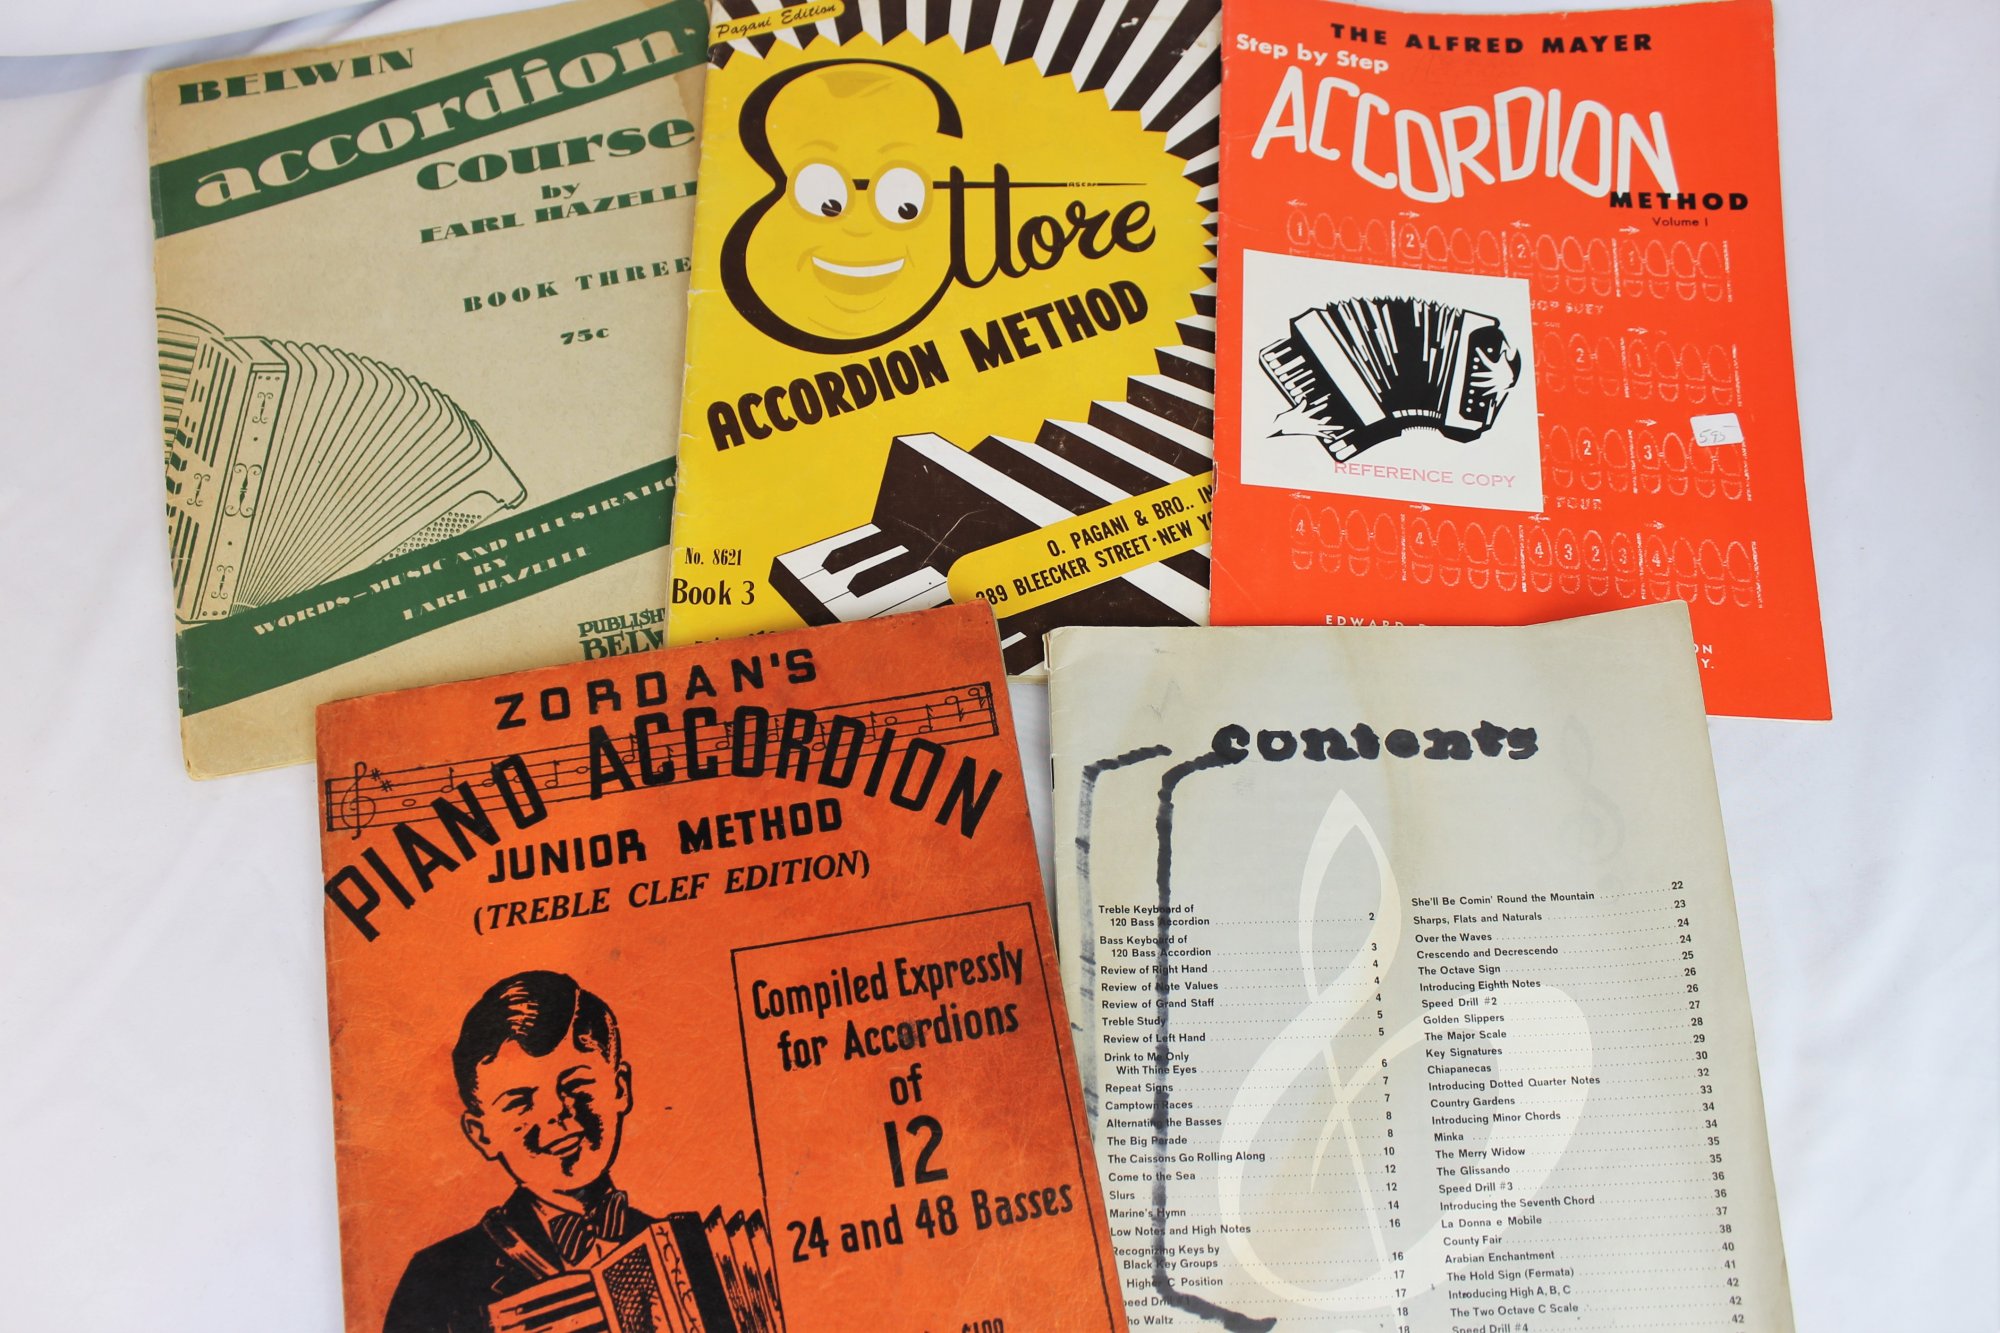 BELWIN
accordion
course
by
EARL HAZELLE
BOOK THREE
75c
WORDS – MUSIC AND ILLUSTRATIO
BY
EARL HAZELLE
PUBLISH
BELW
Pagani Edition
Ettore
ASCAP
ACCORDION METHOD
No. 8621
Book 3
O. PAGANI & BRO., IN
289 BLEECKER STREET · NEW Y
THE ALFRED MAYER
Step by Step
ACCORDION
METHOD
Volume I
REFERENCE COPY
5.95
ZORDAN'S
PIANO ACCORDION
JUNIOR METHOD
(TREBLE CLEF EDITION)
Compiled Expressly
for Accordions
of
12
24 and 48 Basses
Contents
Treble Keyboard of
120 Bass Accordion 2
Bass Keyboard of
120 Bass Accordion 3
Review of Right Hand 4
Review of Note Values 4
Review of Grand Staff 4
Treble Study 5
Review of Left Hand 5
Drink to Me Only
With Thine Eyes 6
Repeat Signs 7
Camptown Races 7
Alternating the Basses 8
The Big Parade 8
The Caissons Go Rolling Along 10
Come to the Sea 12
Slurs 12
Marine's Hymn 14
Low Notes and High Notes 16
Recognizing Keys by
Black Key Groups 16
Higher C Position 17
Speed Drill #1 17
ho Waltz 18
18
She'll Be Comin' Round the Mountain 22
Sharps, Flats and Naturals 23
Over the Waves 24
Crescendo and Decrescendo 24
The Octave Sign 25
Introducing Eighth Notes 26
Speed Drill #2 26
Golden Slippers 27
The Major Scale 28
Key Signatures 29
Chiapanecas 30
Introducing Dotted Quarter Notes 32
Country Gardens 33
Introducing Minor Chords 34
Minka 34
The Merry Widow 35
The Glissando 35
Speed Drill #3 36
Introducing the Seventh Chord 36
La Donna e Mobile 37
County Fair 38
Arabian Enchantment 40
The Hold Sign (Fermata) 41
Introducing High A, B, C 42
The Two Octave C Scale 42
Speed Drill #4 42